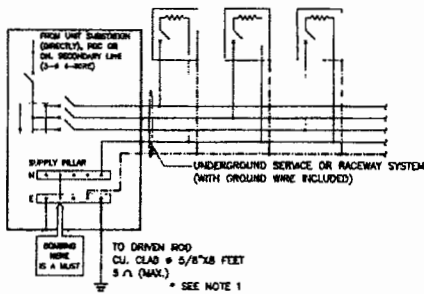 FROM UNIT SUBSTATION
(DIRECTLY), POC OR
OH. SECONDARY LINE
(3-Ø 4-WIRE)
SUPPLY PILLAR
N
E
UNDERGROUND SERVICE OR RACEWAY SYSTEM
(WITH GROUND WIRE INCLUDED)
BONDING
HERE
IS A MUST
TO DRIVEN ROD
CU. CLAD Ø 5/8"X8 FEET
5 Ω (MAX.)
* SEE NOTE 1